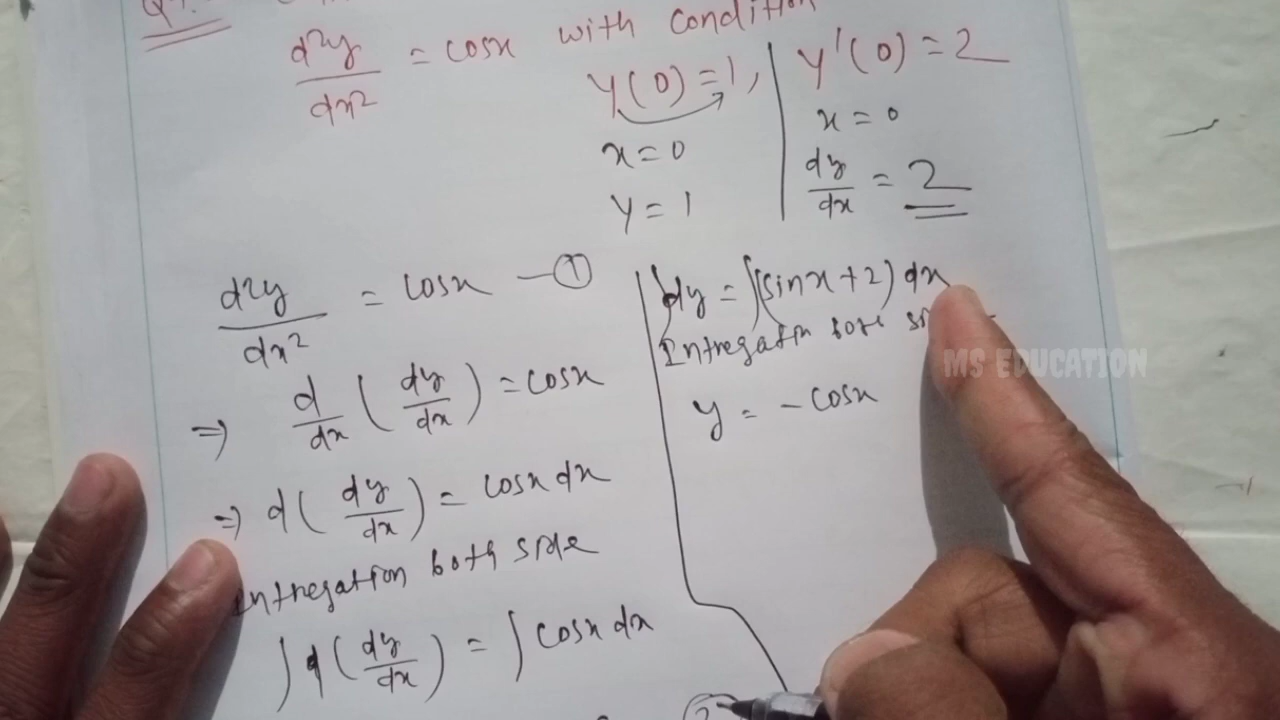 d²y/dx² = cosx with condition
y(0) = 1, y'(0) = 2
x = 0
y = 1
x = 0
dy/dx = 2
d²y/dx² = cosx — ①
⇒ d/dx (dy/dx) = cosx
⇒ d(dy/dx) = cosx dx
Intregation both side
∫d(dy/dx) = ∫cosx dx
∫dy = ∫(sinx + 2) dx
Intregatin both
y = - cosx
MS EDUCATION